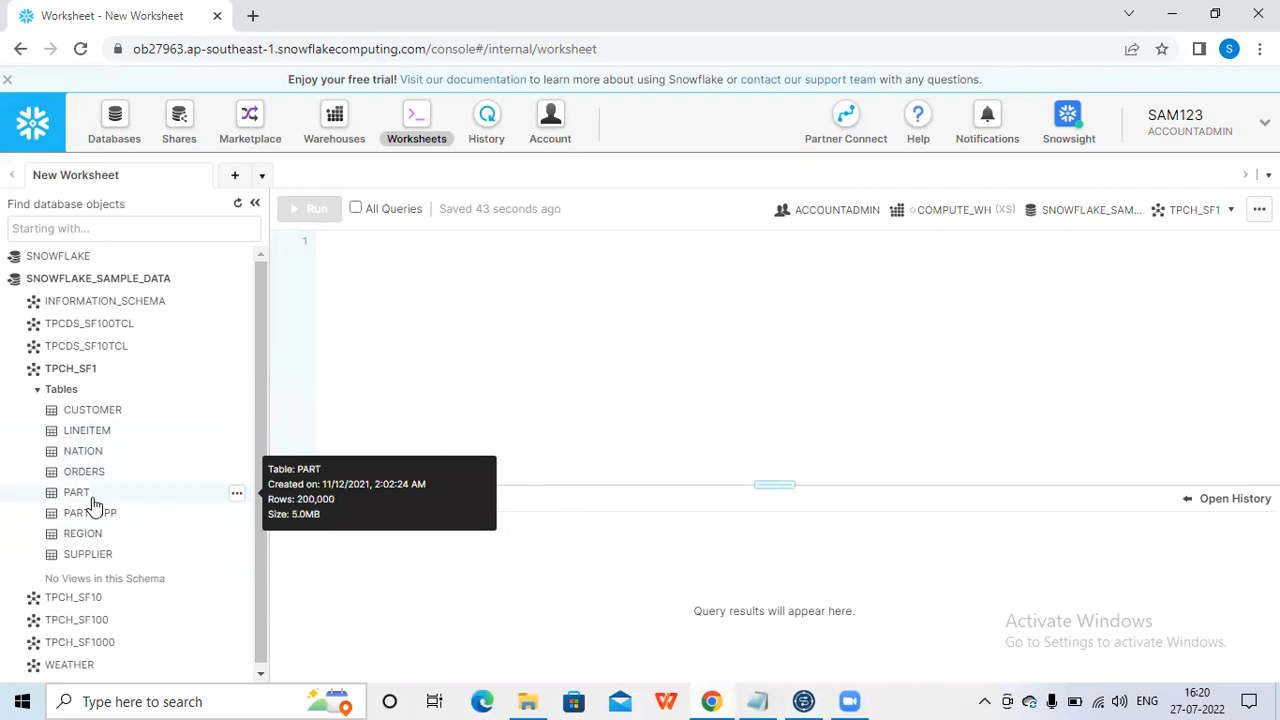 Worksheet - New Worksheet
ob27963.ap-southeast-1.snowflakecomputing.com/console#/internal/worksheet
S
Enjoy your free trial! Visit our documentation to learn more about using Snowflake or contact our support team with any questions.
Databases
Shares
Marketplace
Warehouses
Worksheets
History
Account
Partner Connect
Help
Notifications
Snowsight
SAM123
ACCOUNTADMIN
New Worksheet
Find database objects
Starting with...
Run
All Queries
Saved 43 seconds ago
ACCOUNTADMIN
COMPUTE_WH (XS)
SNOWFLAKE_SAM...
TPCH_SF1
1
SNOWFLAKE
SNOWFLAKE_SAMPLE_DATA
INFORMATION_SCHEMA
TPCDS_SF100TCL
TPCDS_SF10TCL
TPCH_SF1
Tables
CUSTOMER
LINEITEM
NATION
ORDERS
PART
REGION
SUPPLIER
No Views in this Schema
TPCH_SF10
TPCH_SF100
TPCH_SF1000
WEATHER
Table: PART
Created on: 11/12/2021, 2:02:24 AM
Rows: 200,000
Size: 5.0MB
Open History
Query results will appear here.
Activate Windows
Go to Settings to activate Windows.
Type here to search
ENG
16:20
27-07-2022